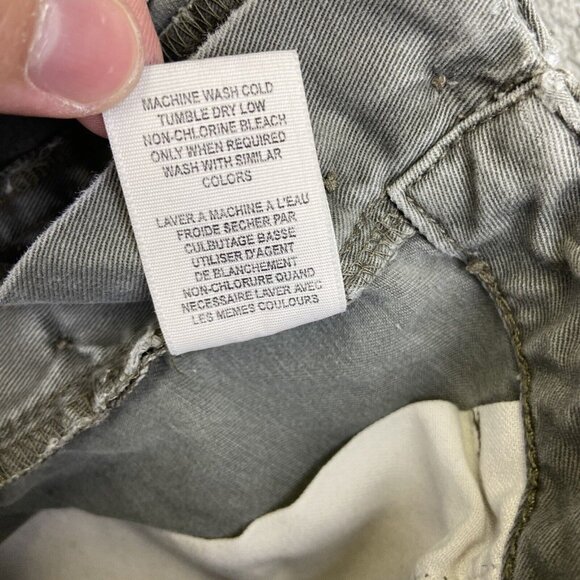 MACHINE WASH COLD
TUMBLE DRY LOW
NON-CHLORINE BLEACH
ONLY WHEN REQUIRED
WASH WITH SIMILAR
COLORS
LAVER A MACHINE A L'EAU
FROIDE SECHER PAR
CULBUTAGE BASSE
UTILISER D'AGENT
DE BLANCHEMENT
NON-CHLORURE QUAND
NECESSAIRE LAVER AVEC
LES MEMES COULOURS